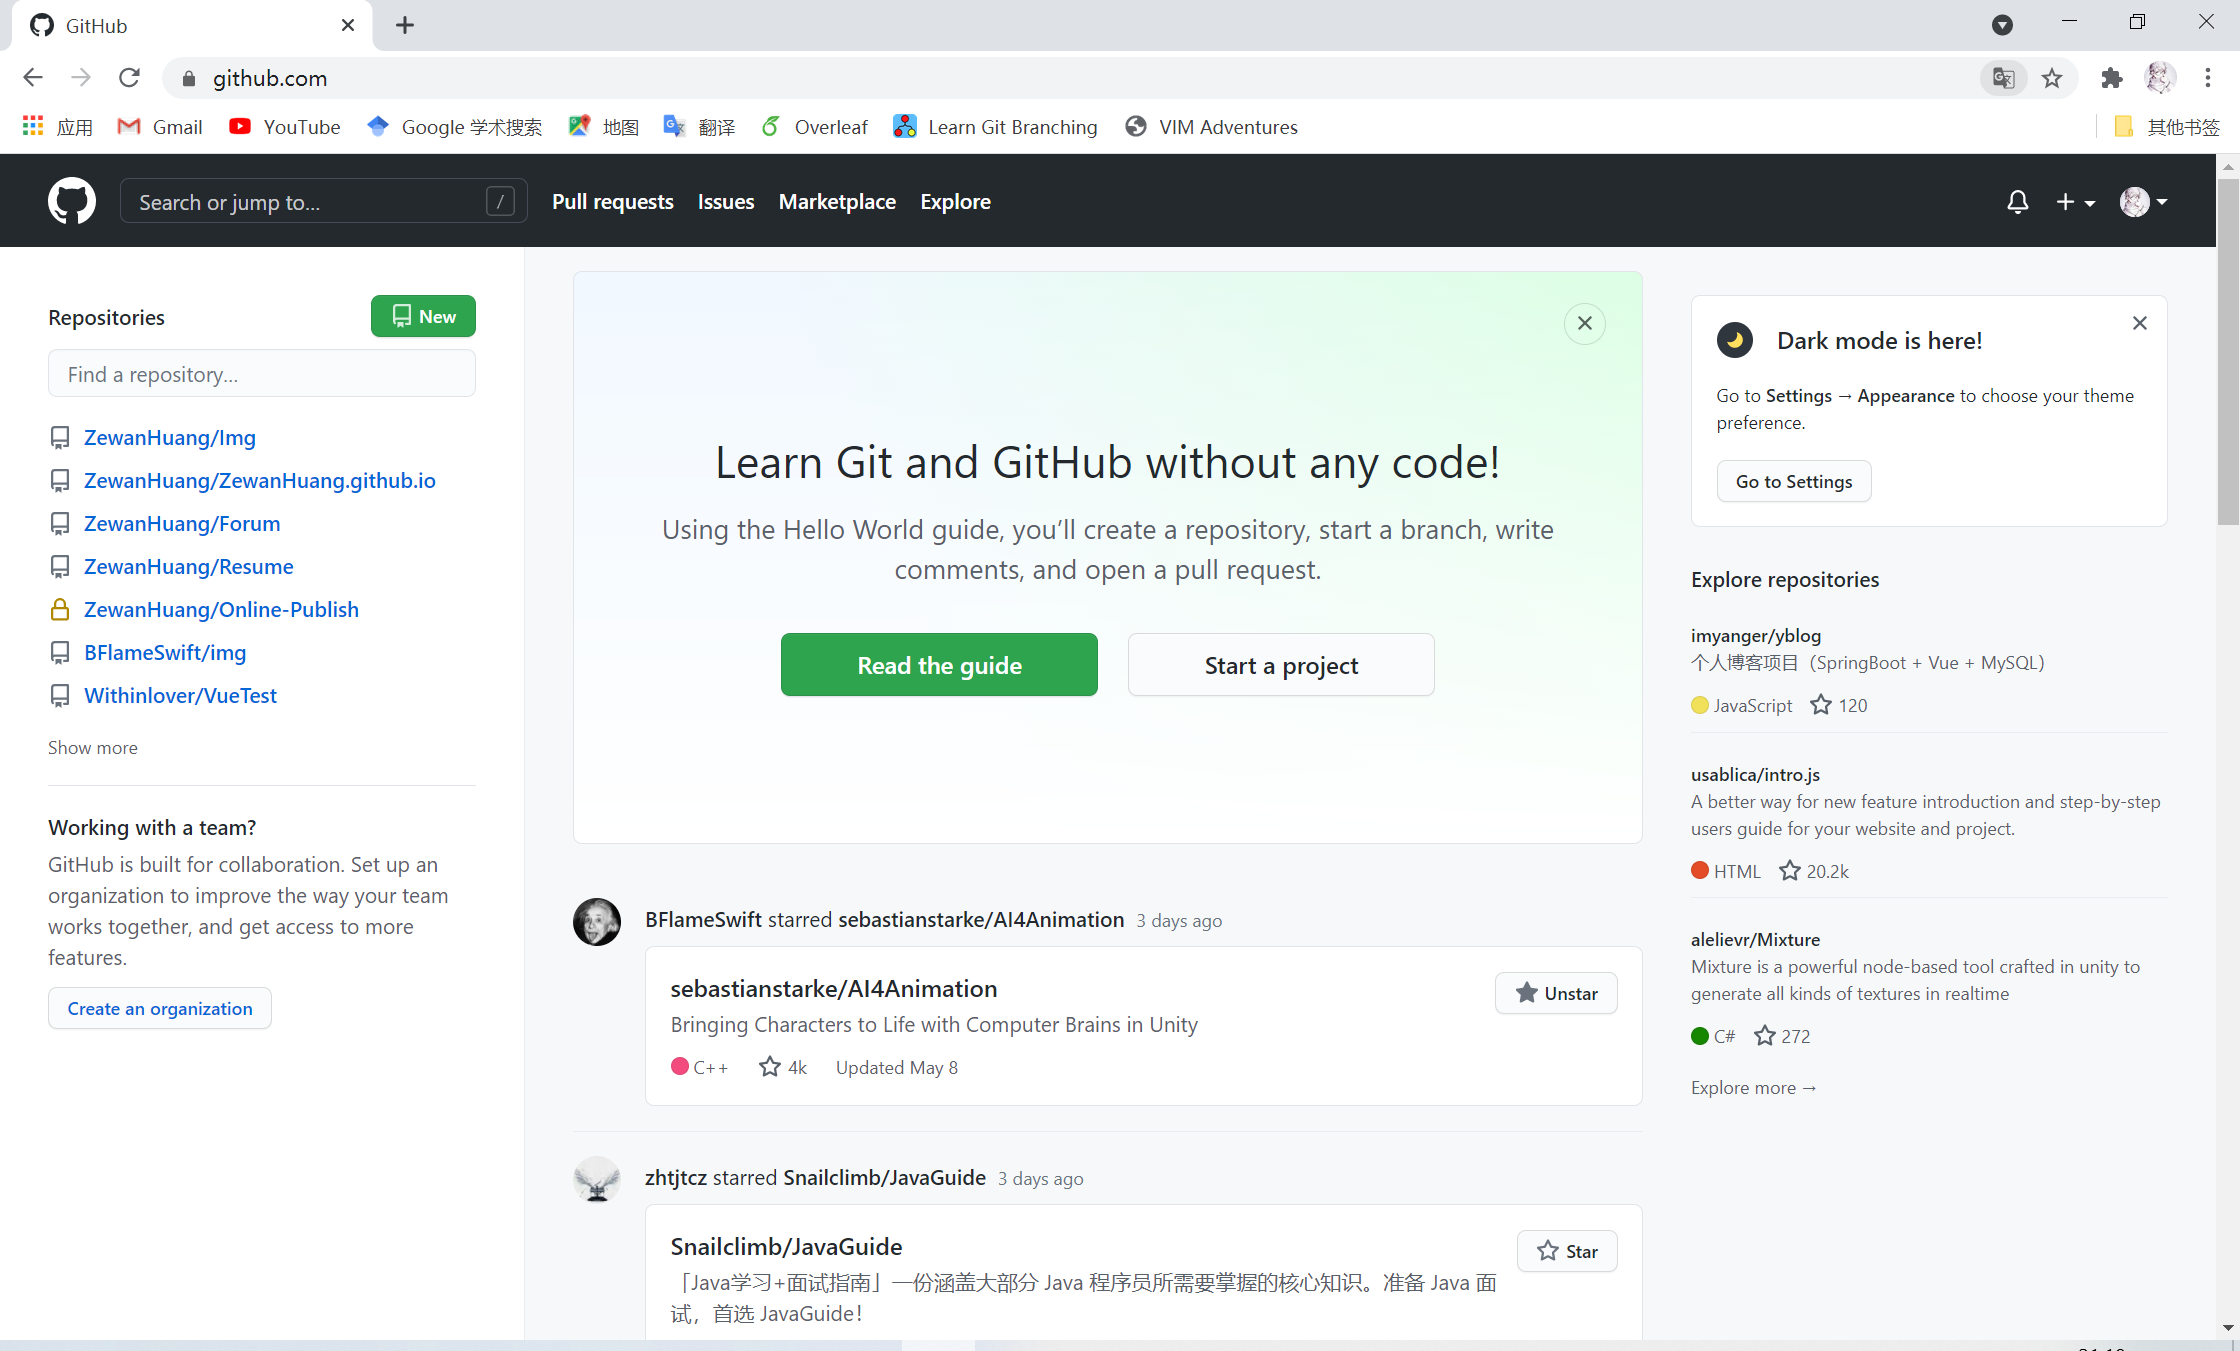 GitHub
github.com
应用
Gmail
YouTube
Google 学术搜索
地图
翻译
Overleaf
Learn Git Branching
VIM Adventures
其他书签
Search or jump to…
/
Pull requests
Issues
Marketplace
Explore
Repositories
New
Find a repository…
ZewanHuang/Img
ZewanHuang/ZewanHuang.github.io
ZewanHuang/Forum
ZewanHuang/Resume
ZewanHuang/Online-Publish
BFlameSwift/img
Withinlover/VueTest
Show more
Working with a team?
GitHub is built for collaboration. Set up an
organization to improve the way your team
works together, and get access to more
features.
Create an organization
Learn Git and GitHub without any code!
Using the Hello World guide, you’ll create a repository, start a branch, write
comments, and open a pull request.
Read the guide
Start a project
BFlameSwift starred sebastianstarke/AI4Animation 3 days ago
sebastianstarke/AI4Animation
Unstar
Bringing Characters to Life with Computer Brains in Unity
C++ 4k Updated May 8
zhtjtcz starred Snailclimb/JavaGuide 3 days ago
Snailclimb/JavaGuide
Star
「Java学习+面试指南」一份涵盖大部分 Java 程序员所需要掌握的核心知识。准备 Java 面
试，首选 JavaGuide！
Dark mode is here!
Go to Settings → Appearance to choose your theme
preference.
Go to Settings
Explore repositories
imyanger/yblog
个人博客项目（SpringBoot + Vue + MySQL）
JavaScript 120
usablica/intro.js
A better way for new feature introduction and step-by-step
users guide for your website and project.
HTML 20.2k
alelievr/Mixture
Mixture is a powerful node-based tool crafted in unity to
generate all kinds of textures in realtime
C# 272
Explore more →